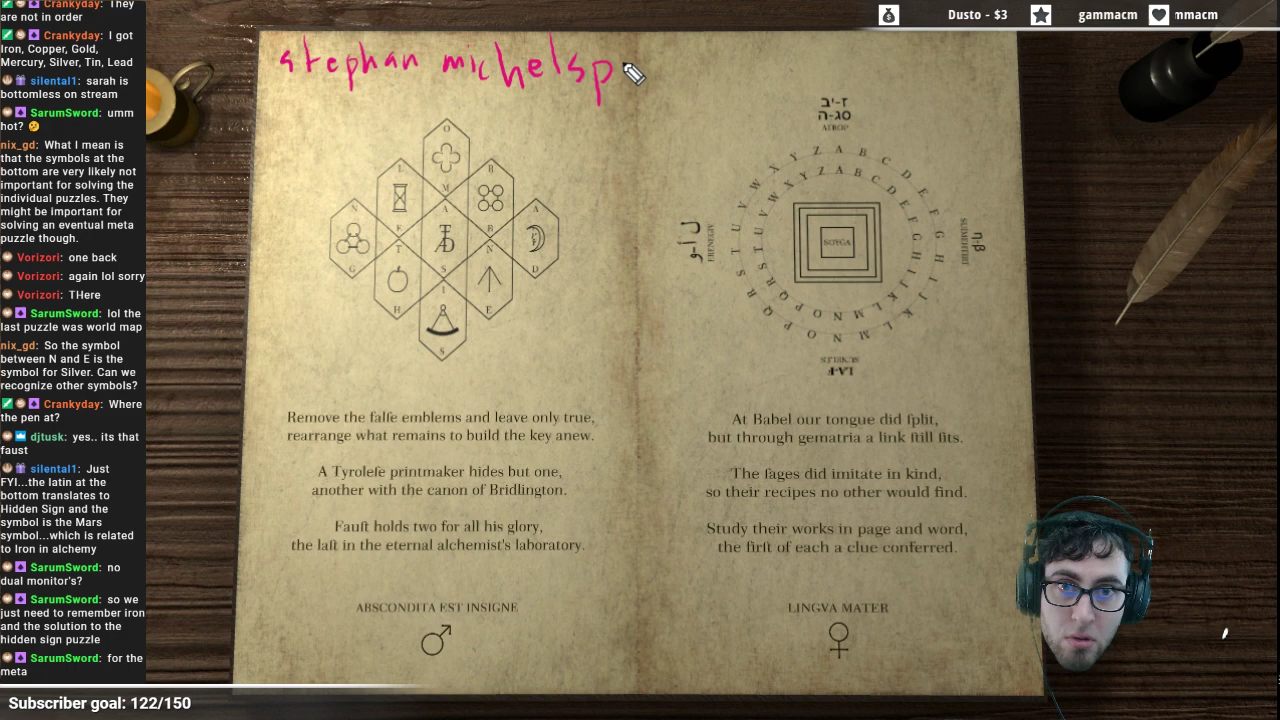 Crankyday: They
are not in order
Crankyday: I got
Iron, Copper, Gold,
Mercury, Silver, Tin, Lead
silental1: sarah is
bottomless on stream
SarumSword: umm
hot? 🤔
nix_gd: What I mean is
that the symbols at the
bottom are very likely not
important for solving the
individual puzzles. They
might be important for
solving an eventual meta
puzzle though.
Vorizori: one back
Vorizori: again lol sorry
Vorizori: THere
SarumSword: lol the
last puzzle was world map
nix_gd: So the symbol
between N and E is the
symbol for Silver. Can we
recognize other symbols?
Crankyday: Where
the pen at?
djtusk: yes.. its that
faust
silental1: Just
FYI...the latin at the
bottom translates to
Hidden Sign and the
symbol is the Mars
symbol...which is related
to Iron in alchemy
SarumSword: no
dual monitor's?
SarumSword: so we
just need to remember iron
and the solution to the
hidden sign puzzle
SarumSword: for the
meta
Subscriber goal: 122/150
Dusto - $3
gammacm
mmacm
stephan michelsp
Remove the falſe emblems and leave only true,
rearrange what remains to build the key anew.
A Tyroleſe printmaker hides but one,
another with the canon of Bridlington.
Fauſt holds two for all his glory,
the laſt in the eternal alchemist's laboratory.
ABSCONDITA EST INSIGNE
ז-יב
סג-ה
ATROP
SOYGA
At Babel our tongue did ſplit,
but through gematria a link ſtill fits.
The ſages did imitate in kind,
so their recipes no other would find.
Study their works in page and word,
the firſt of each a clue conferred.
LINGVA MATER